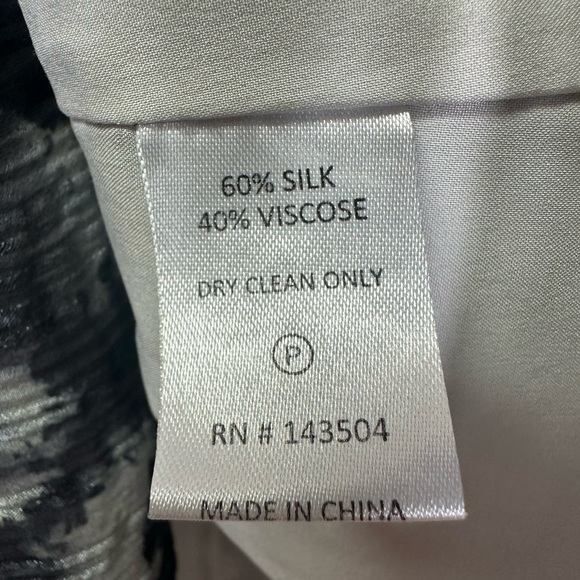 60% SILK
40% VISCOSE
DRY CLEAN ONLY
P
RN # 143504
MADE IN CHINA